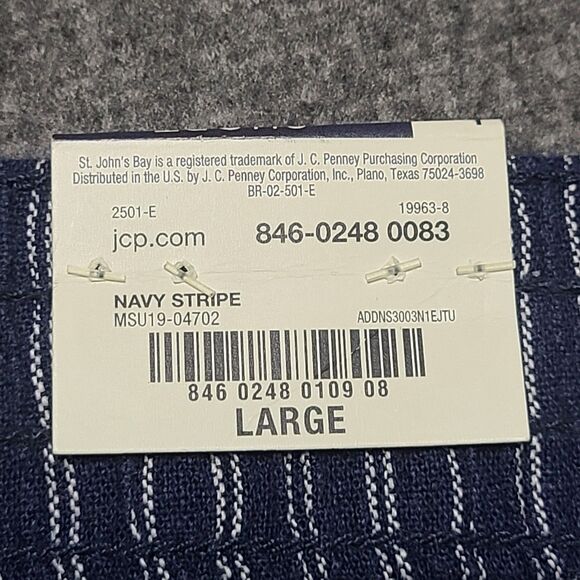 St. John's Bay is a registered trademark of J. C. Penney Purchasing Corporation
Distributed in the U.S. by J. C. Penney Corporation, Inc., Plano, Texas 75024-3698
BR-02-501-E
2501-E 19963-8
jcp.com 846-0248 0083
NAVY STRIPE
MSU19-04702 ADDNS3003N1EJTU
846 0248 0109 08
LARGE